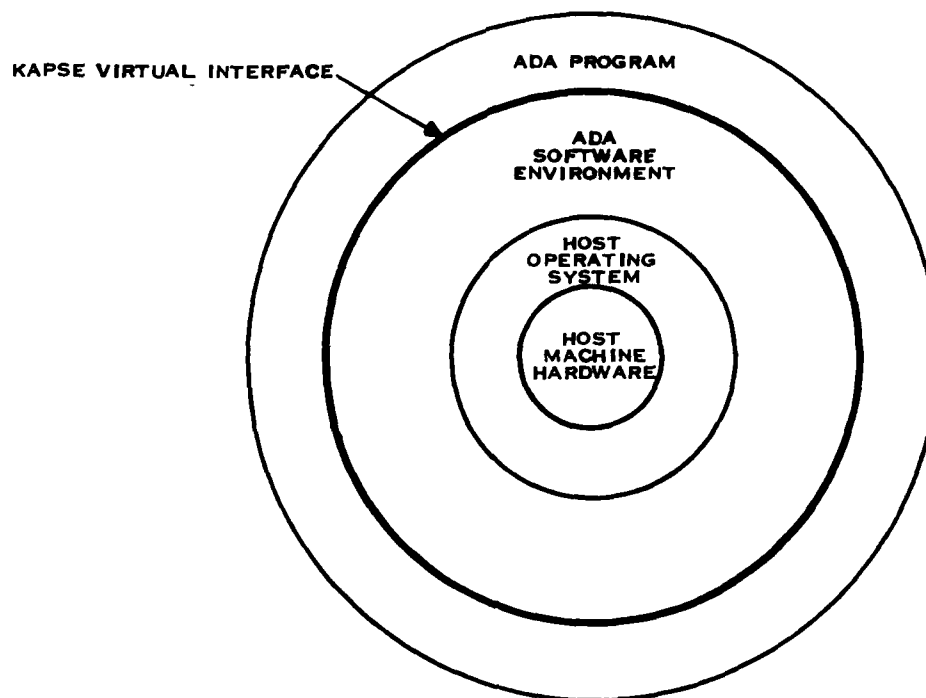 ADA PROGRAM
KAPSE VIRTUAL INTERFACE
ADA
SOFTWARE
ENVIRONMENT
HOST
OPERATING
SYSTEM
HOST
MACHINE
HARDWARE